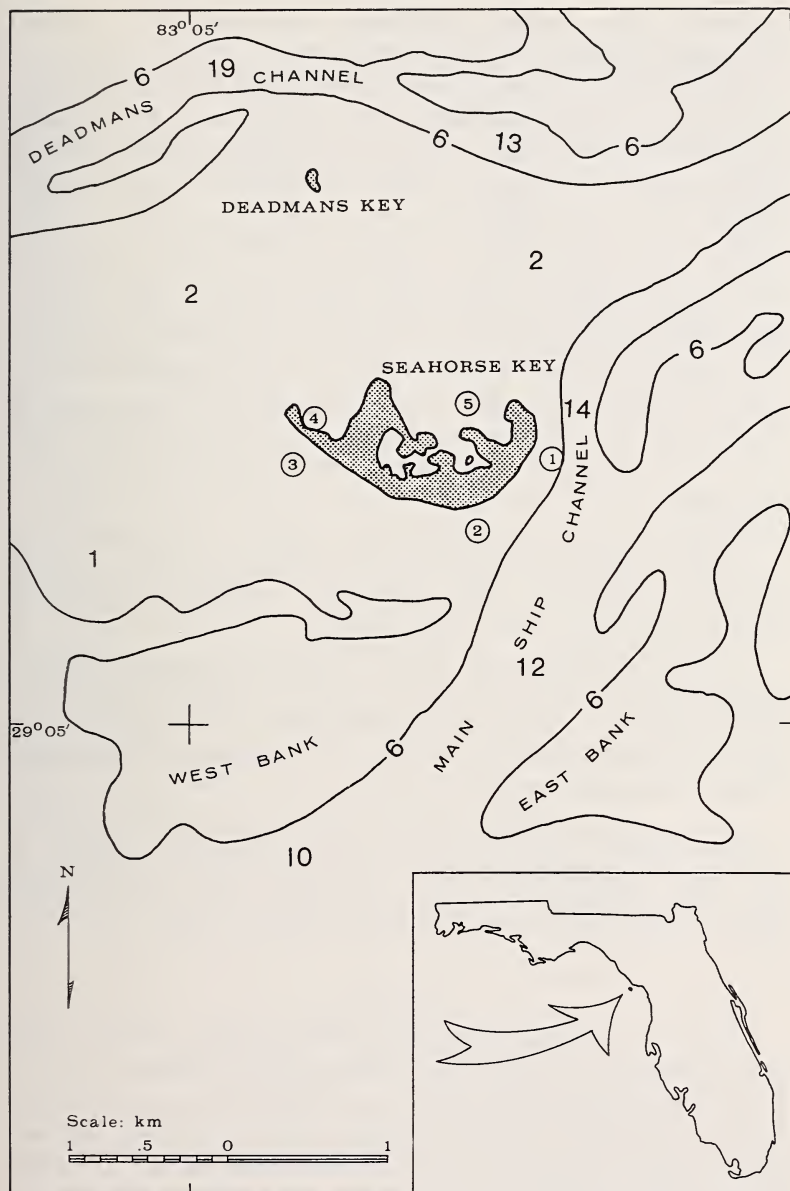 83° 05'
6
19
CHANNEL
DEADMANS
6
13
6
DEADMANS KEY
2
2
6
SEAHORSE KEY
5
4
14
3
1
2
CHANNEL
1
SHIP
12
6
29° 05'
6
MAIN
WEST BANK
EAST BANK
10
N
Scale: km
1 .5 0 1